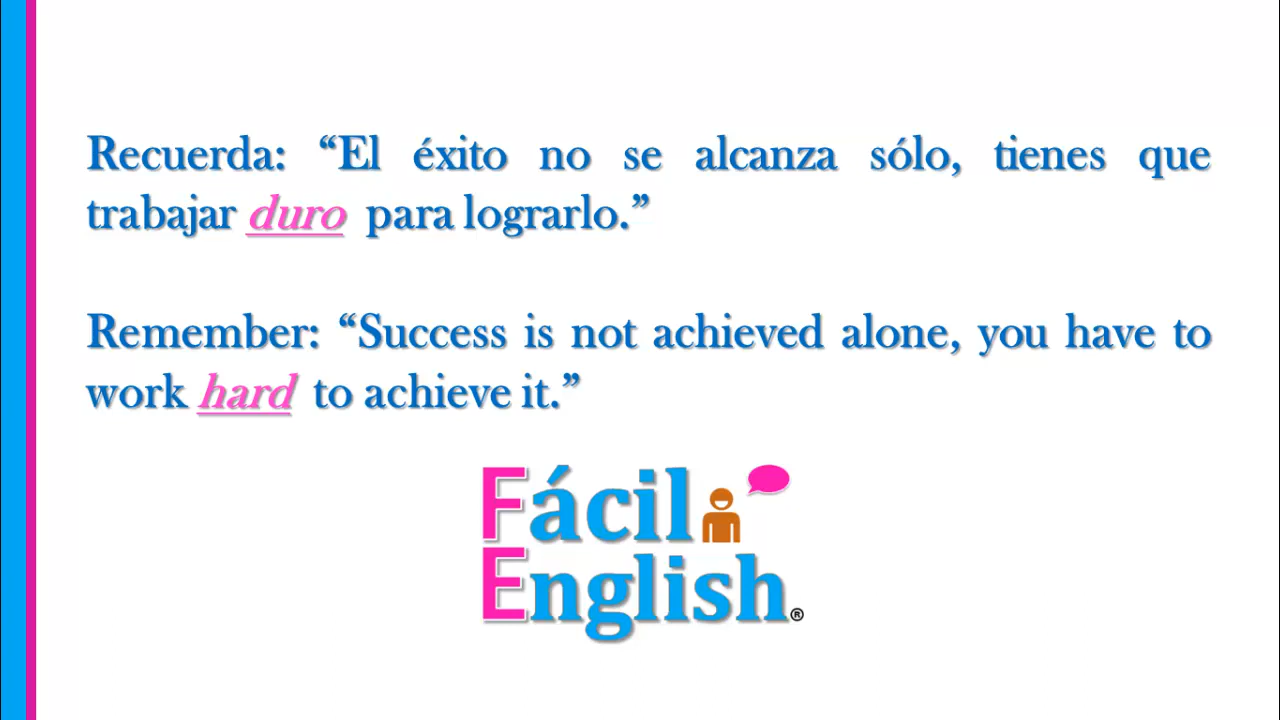 Recuerda: “El éxito no se alcanza sólo, tienes que
trabajar duro para lograrlo.”
Remember: “Success is not achieved alone, you have to
work hard to achieve it.”
Fácil
English®